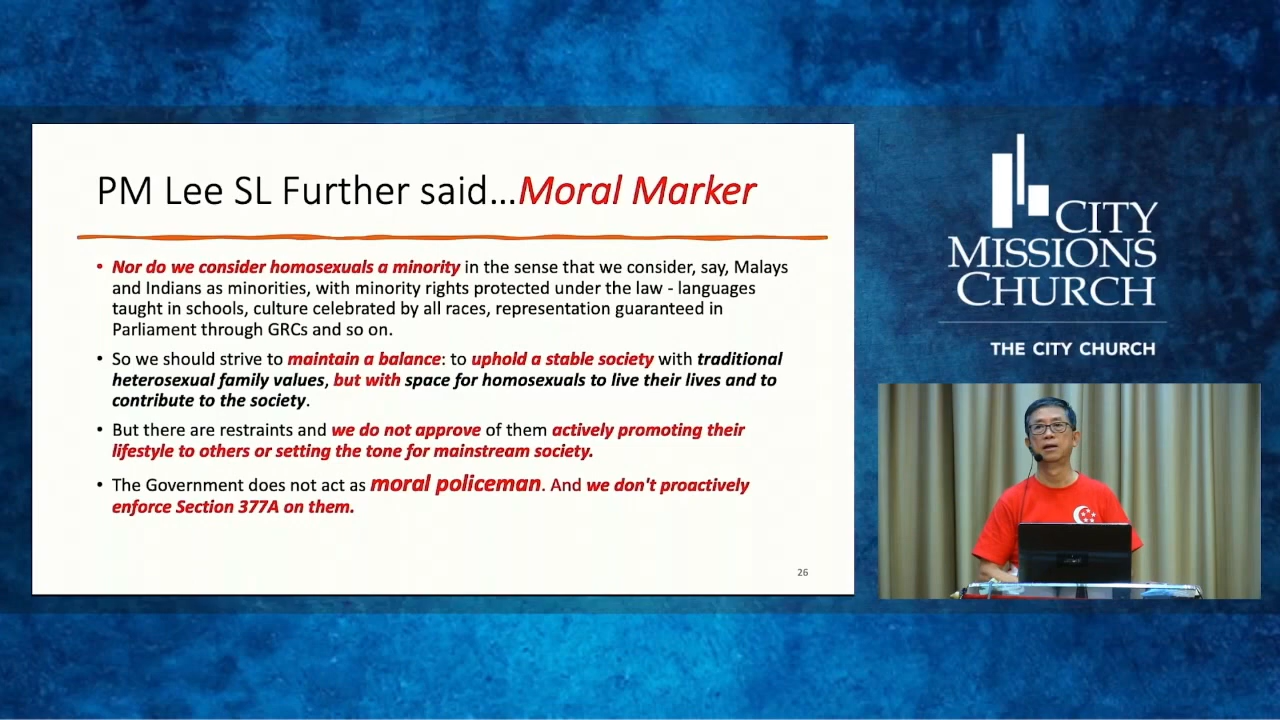 PM Lee SL Further said...Moral Marker
• Nor do we consider homosexuals a minority in the sense that we consider, say, Malays
and Indians as minorities, with minority rights protected under the law - languages
taught in schools, culture celebrated by all races, representation guaranteed in
Parliament through GRCs and so on.
• So we should strive to maintain a balance: to uphold a stable society with traditional
heterosexual family values, but with space for homosexuals to live their lives and to
contribute to the society.
• But there are restraints and we do not approve of them actively promoting their
lifestyle to others or setting the tone for mainstream society.
• The Government does not act as moral policeman. And we don't proactively
enforce Section 377A on them.
26
CITY
MISSIONS
CHURCH
THE CITY CHURCH